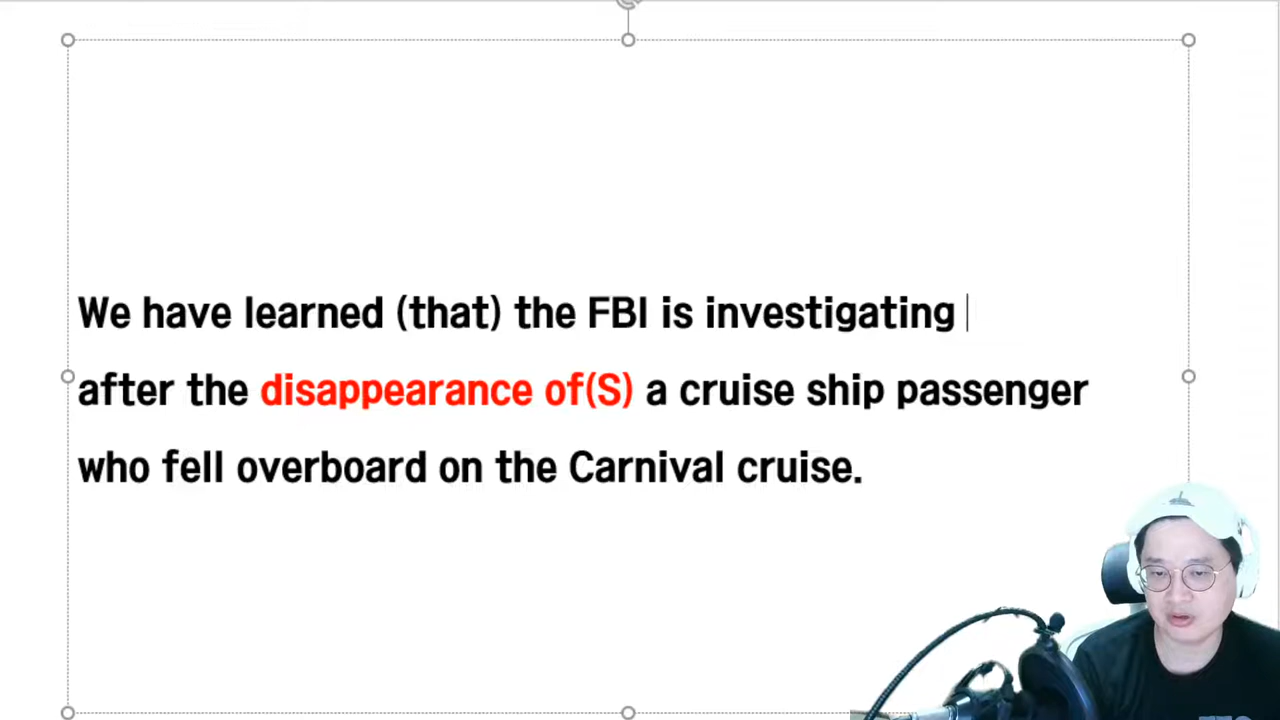 We have learned (that) the FBI is investigating
after the disappearance of(S) a cruise ship passenger
who fell overboard on the Carnival cruise.